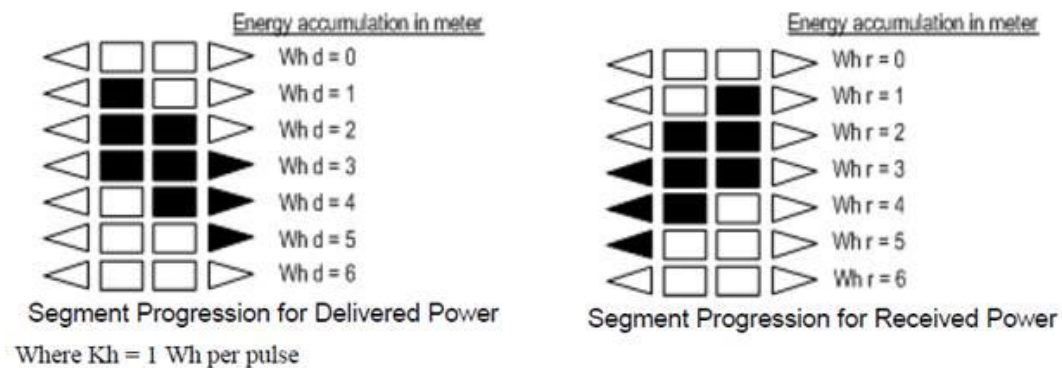 Energy accumulation in meter
Wh d = 0
Wh d = 1
Wh d = 2
Wh d = 3
Wh d = 4
Wh d = 5
Wh d = 6
Segment Progression for Delivered Power
Where Kh = 1 Wh per pulse
Energy accumulation in meter
Wh r = 0
Wh r = 1
Wh r = 2
Wh r = 3
Wh r = 4
Wh r = 5
Wh r = 6
Segment Progression for Received Power